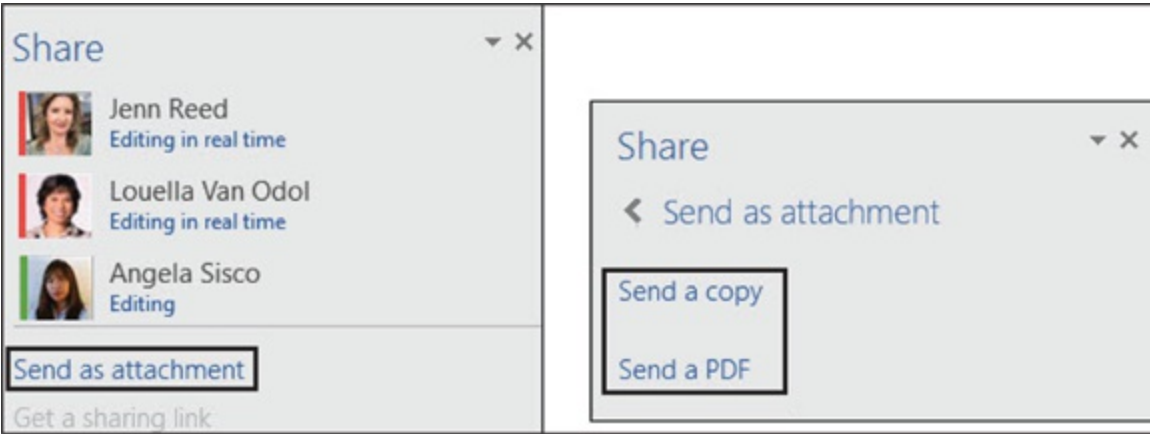 Share
Jenn Reed
Editing in real time
Louella Van Odol
Editing in real time
Angela Sisco
Editing
Send as attachment
Get a sharing link
Share
Send as attachment
Send a copy
Send a PDF